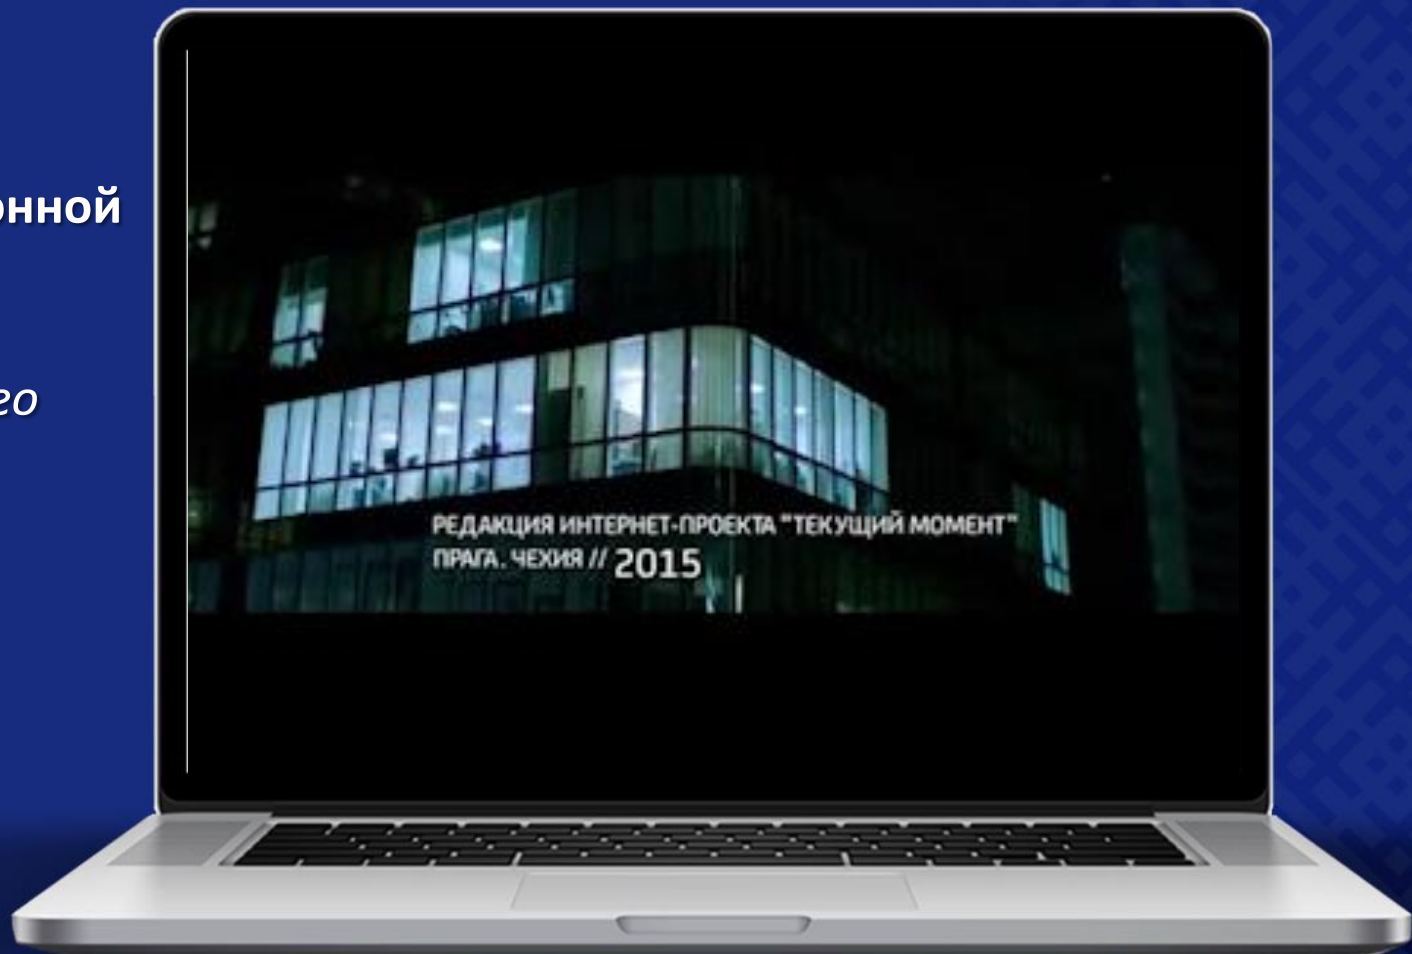 онной
го
РЕДАКЦИЯ ИНТЕРНЕТ-ПРОЕКТА "ТЕКУЩИЙ МОМЕНТ"
ПРАГА. ЧЕХИЯ // 2015